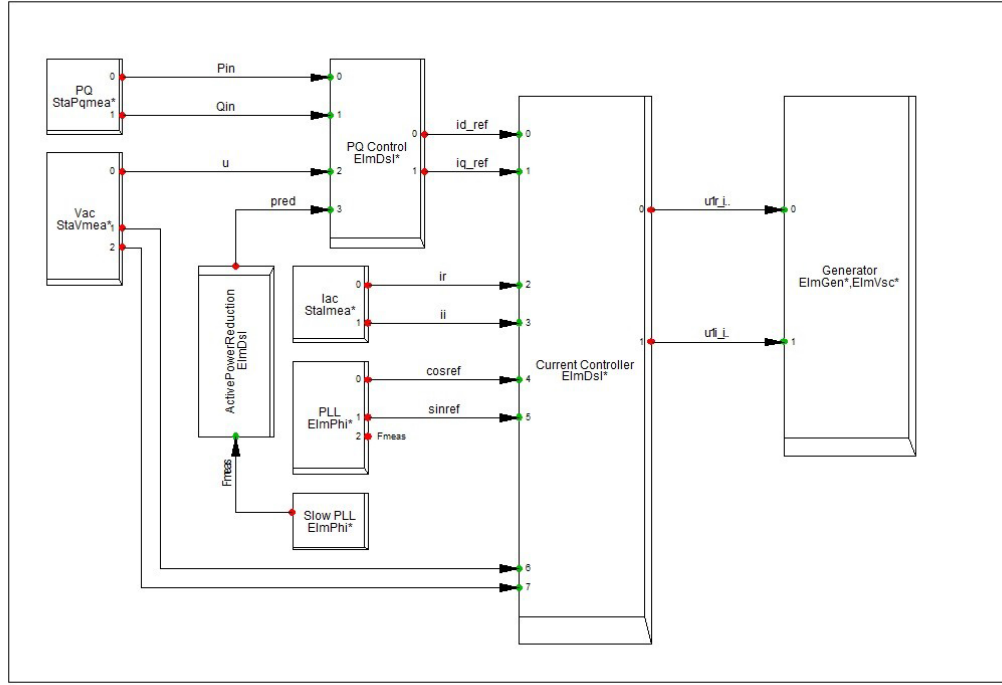 0
Pin
0
PQ
StaPqmea*
1
Qin
1
PQ Control
ElmDsl*
0
id_ref
0
1
iq_ref
1
0
u
2
Vac
StaVmea*
1
2
pred
3
0
u1r_i..
0
ActivePowerReduction
ElmDsl
Iac
StaImea*
0
ir
2
1
ii
3
Generator
ElmGen*,ElmVsc*
1
u1i_i..
1
Current Controller
ElmDsl*
PLL
ElmPhi*
0
cosref
4
1
sinref
5
2
Fmeas
Fmeas
Slow PLL
ElmPhi*
6
7